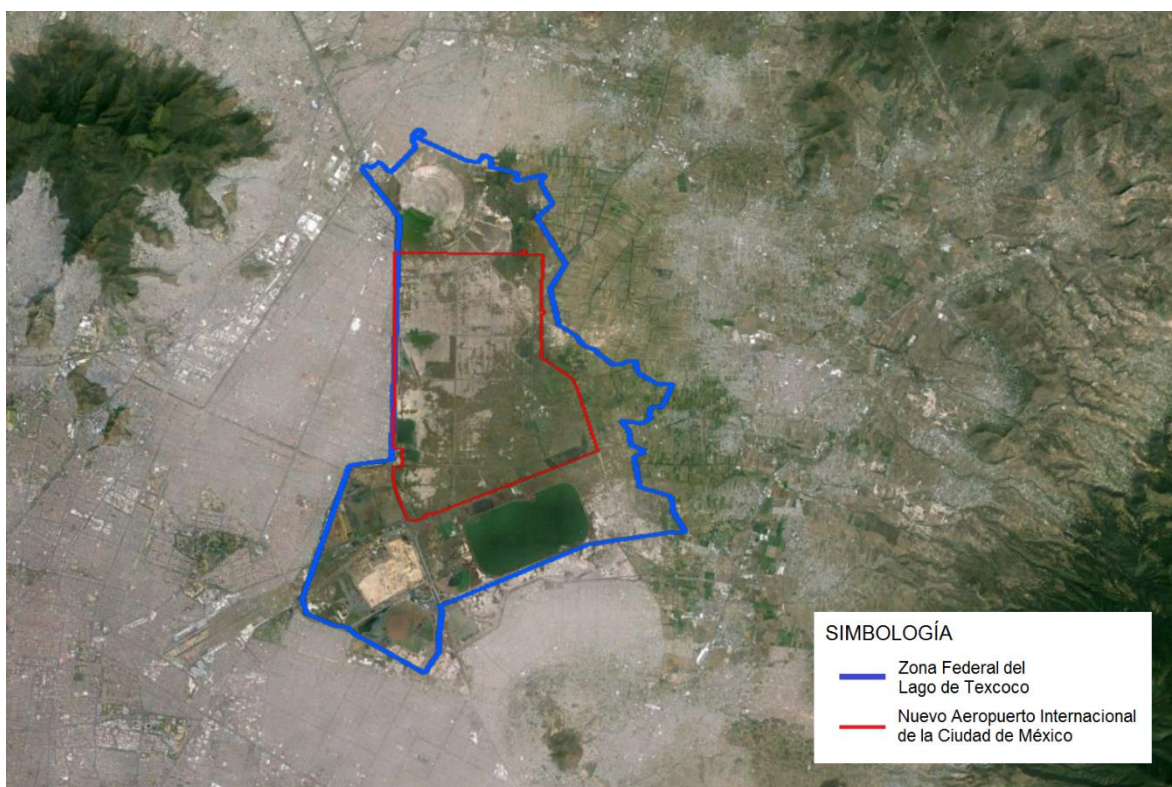 SIMBOLOGÍA
Zona Federal del
Lago de Texcoco
Nuevo Aeropuerto Internacional
de la Ciudad de México